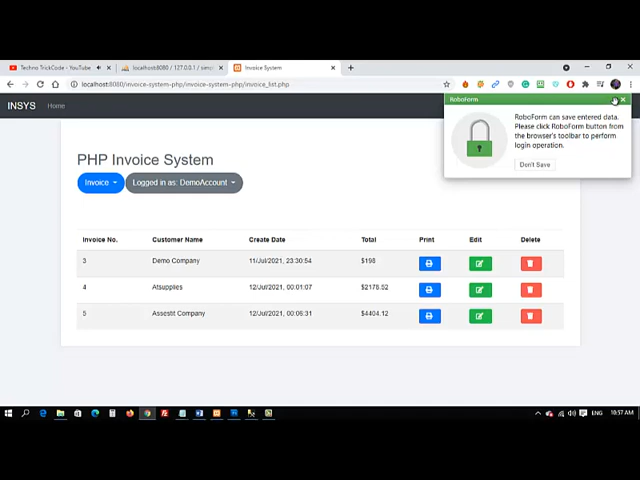 Techno TrickCode - YouTube
localhost:8080 / 127.0.0.1 /
Invoice System
localhost:8080/invoice-system-php/invoice-system-php/invoice_list.php
INSYS Home
RoboForm
RoboForm can save entered data.
Please click RoboForm button from
the browser's toolbar to perform
login operation.
Don't Save
PHP Invoice System
Invoice Logged in as: DemoAccount
Invoice No. Customer Name Create Date Total Print Edit Delete
3 Demo Company 11/Jul/2021, 23:30:54 $198
4 Atsupplies 12/Jul/2021, 00:01:07 $2178.52
5 Assestit Company 12/Jul/2021, 00:06:31 $4404.12
ENG 10:57 AM